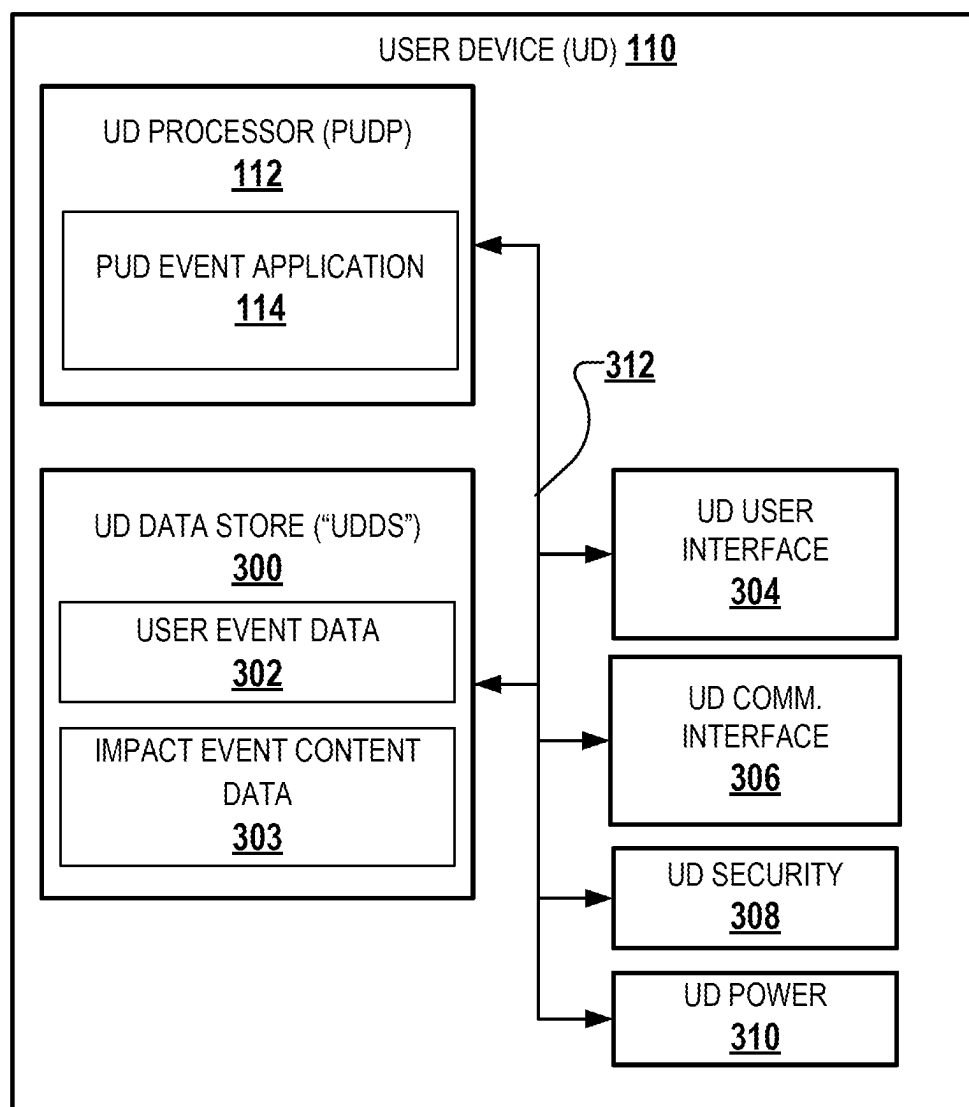 USER DEVICE (UD) 110
UD PROCESSOR (PUDP)
112
PUD EVENT APPLICATION
114
312
UD DATA STORE (“UDDS”)
300
USER EVENT DATA
302
IMPACT EVENT CONTENT
DATA
303
UD USER
INTERFACE
304
UD COMM.
INTERFACE
306
UD SECURITY
308
UD POWER
310